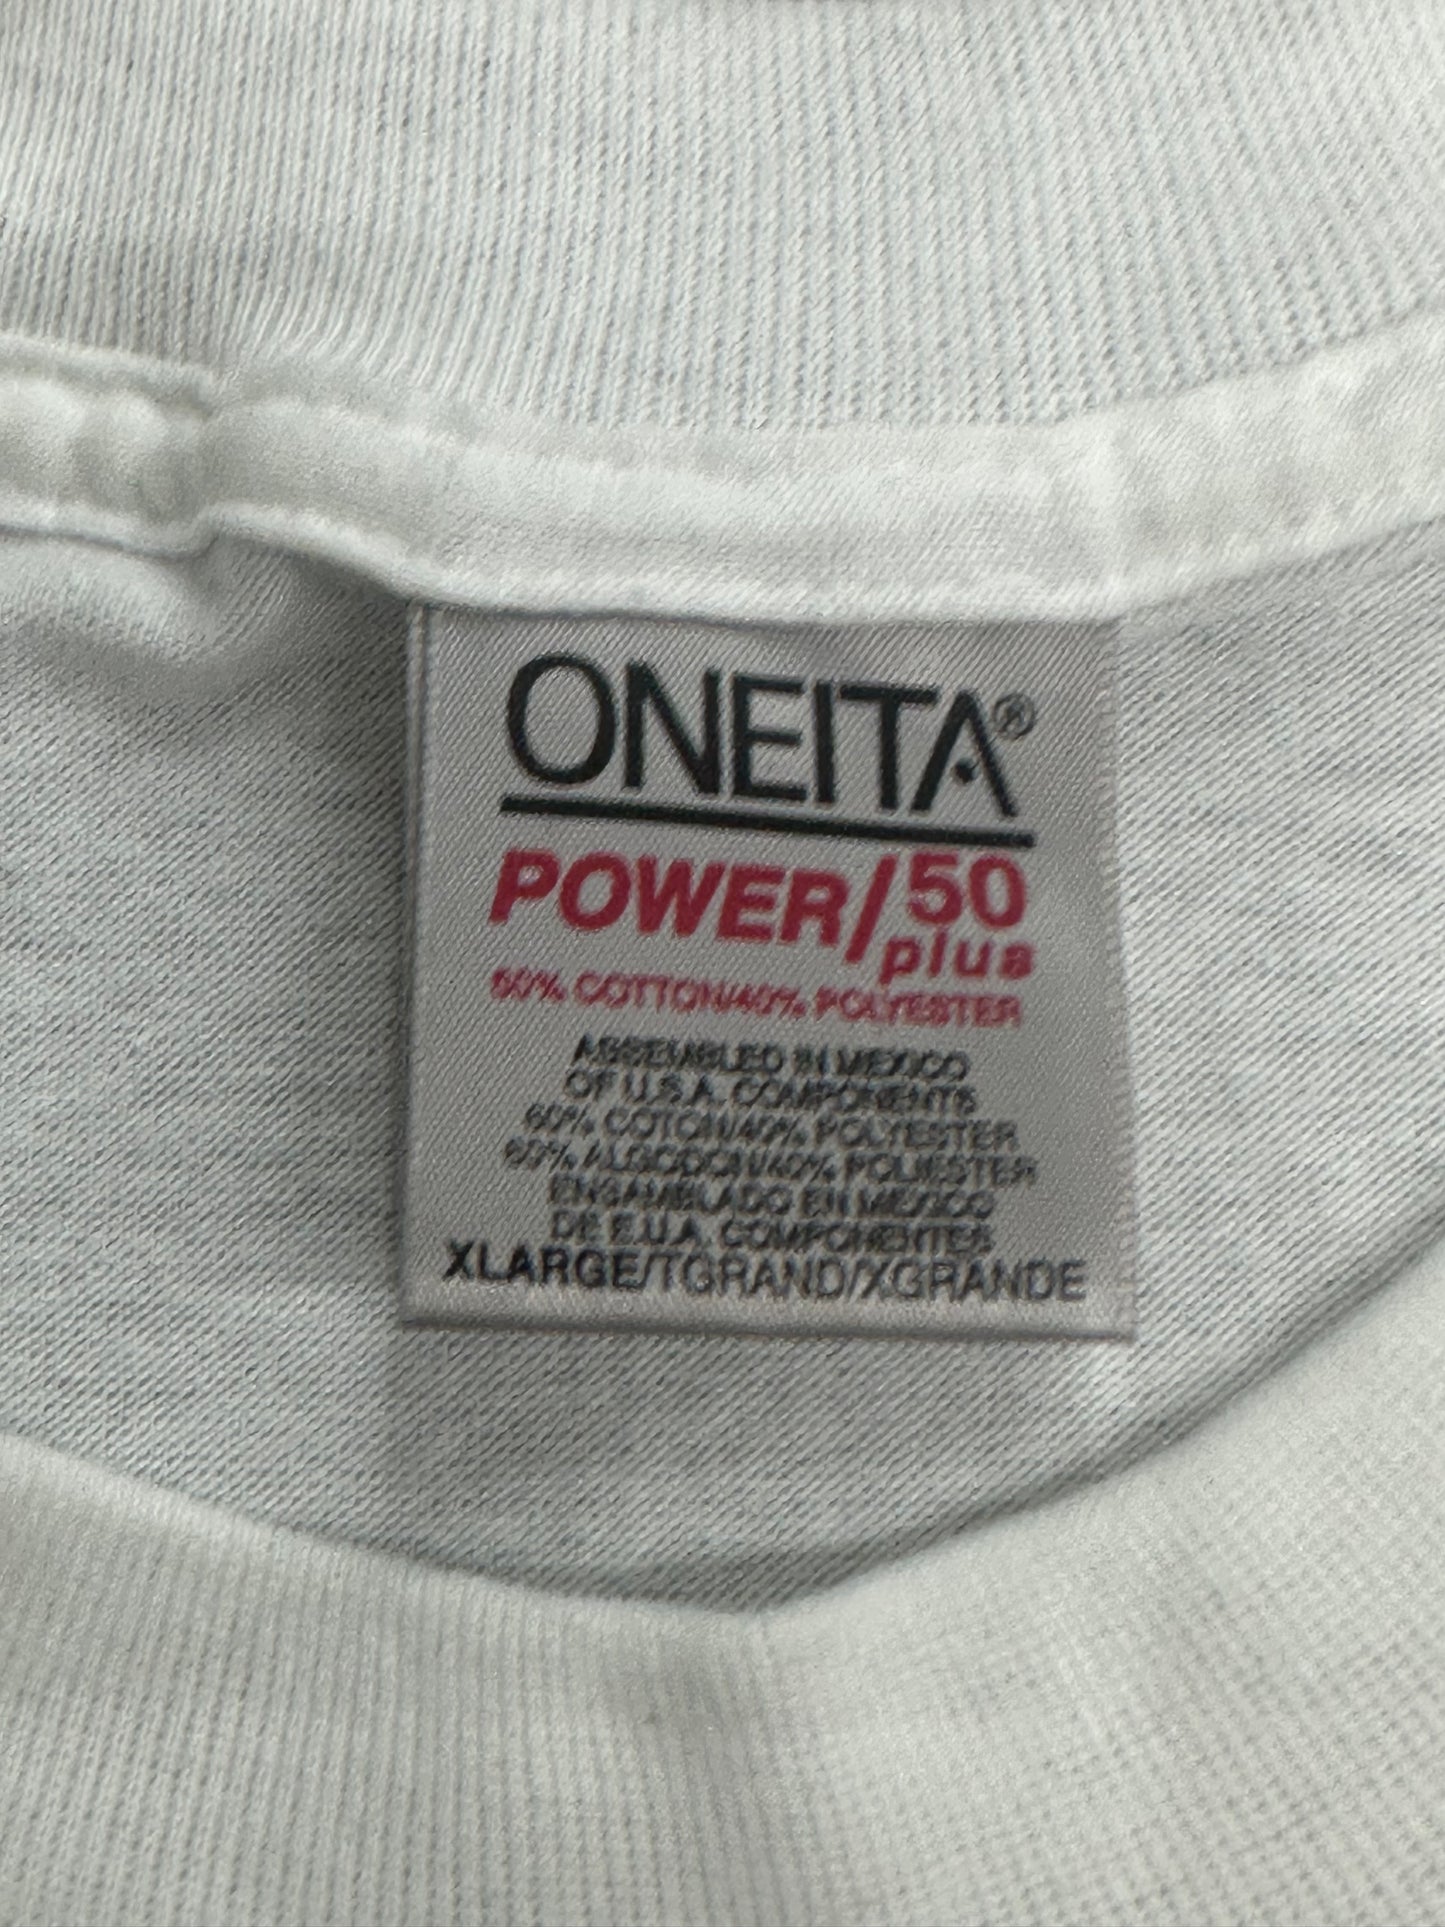 ONEITA®
POWER/50
plus
60% COTTON/40% POLYESTER
ASSEMBLED IN MEXICO
OF U.S.A. COMPONENTS
60% COTON/40% POLYESTER
60% ALGODON/40% POLIESTER
ENSAMBLADO EN MEXICO
DE E.U.A. COMPONENTES
XLARGE/TGRAND/XGRANDE